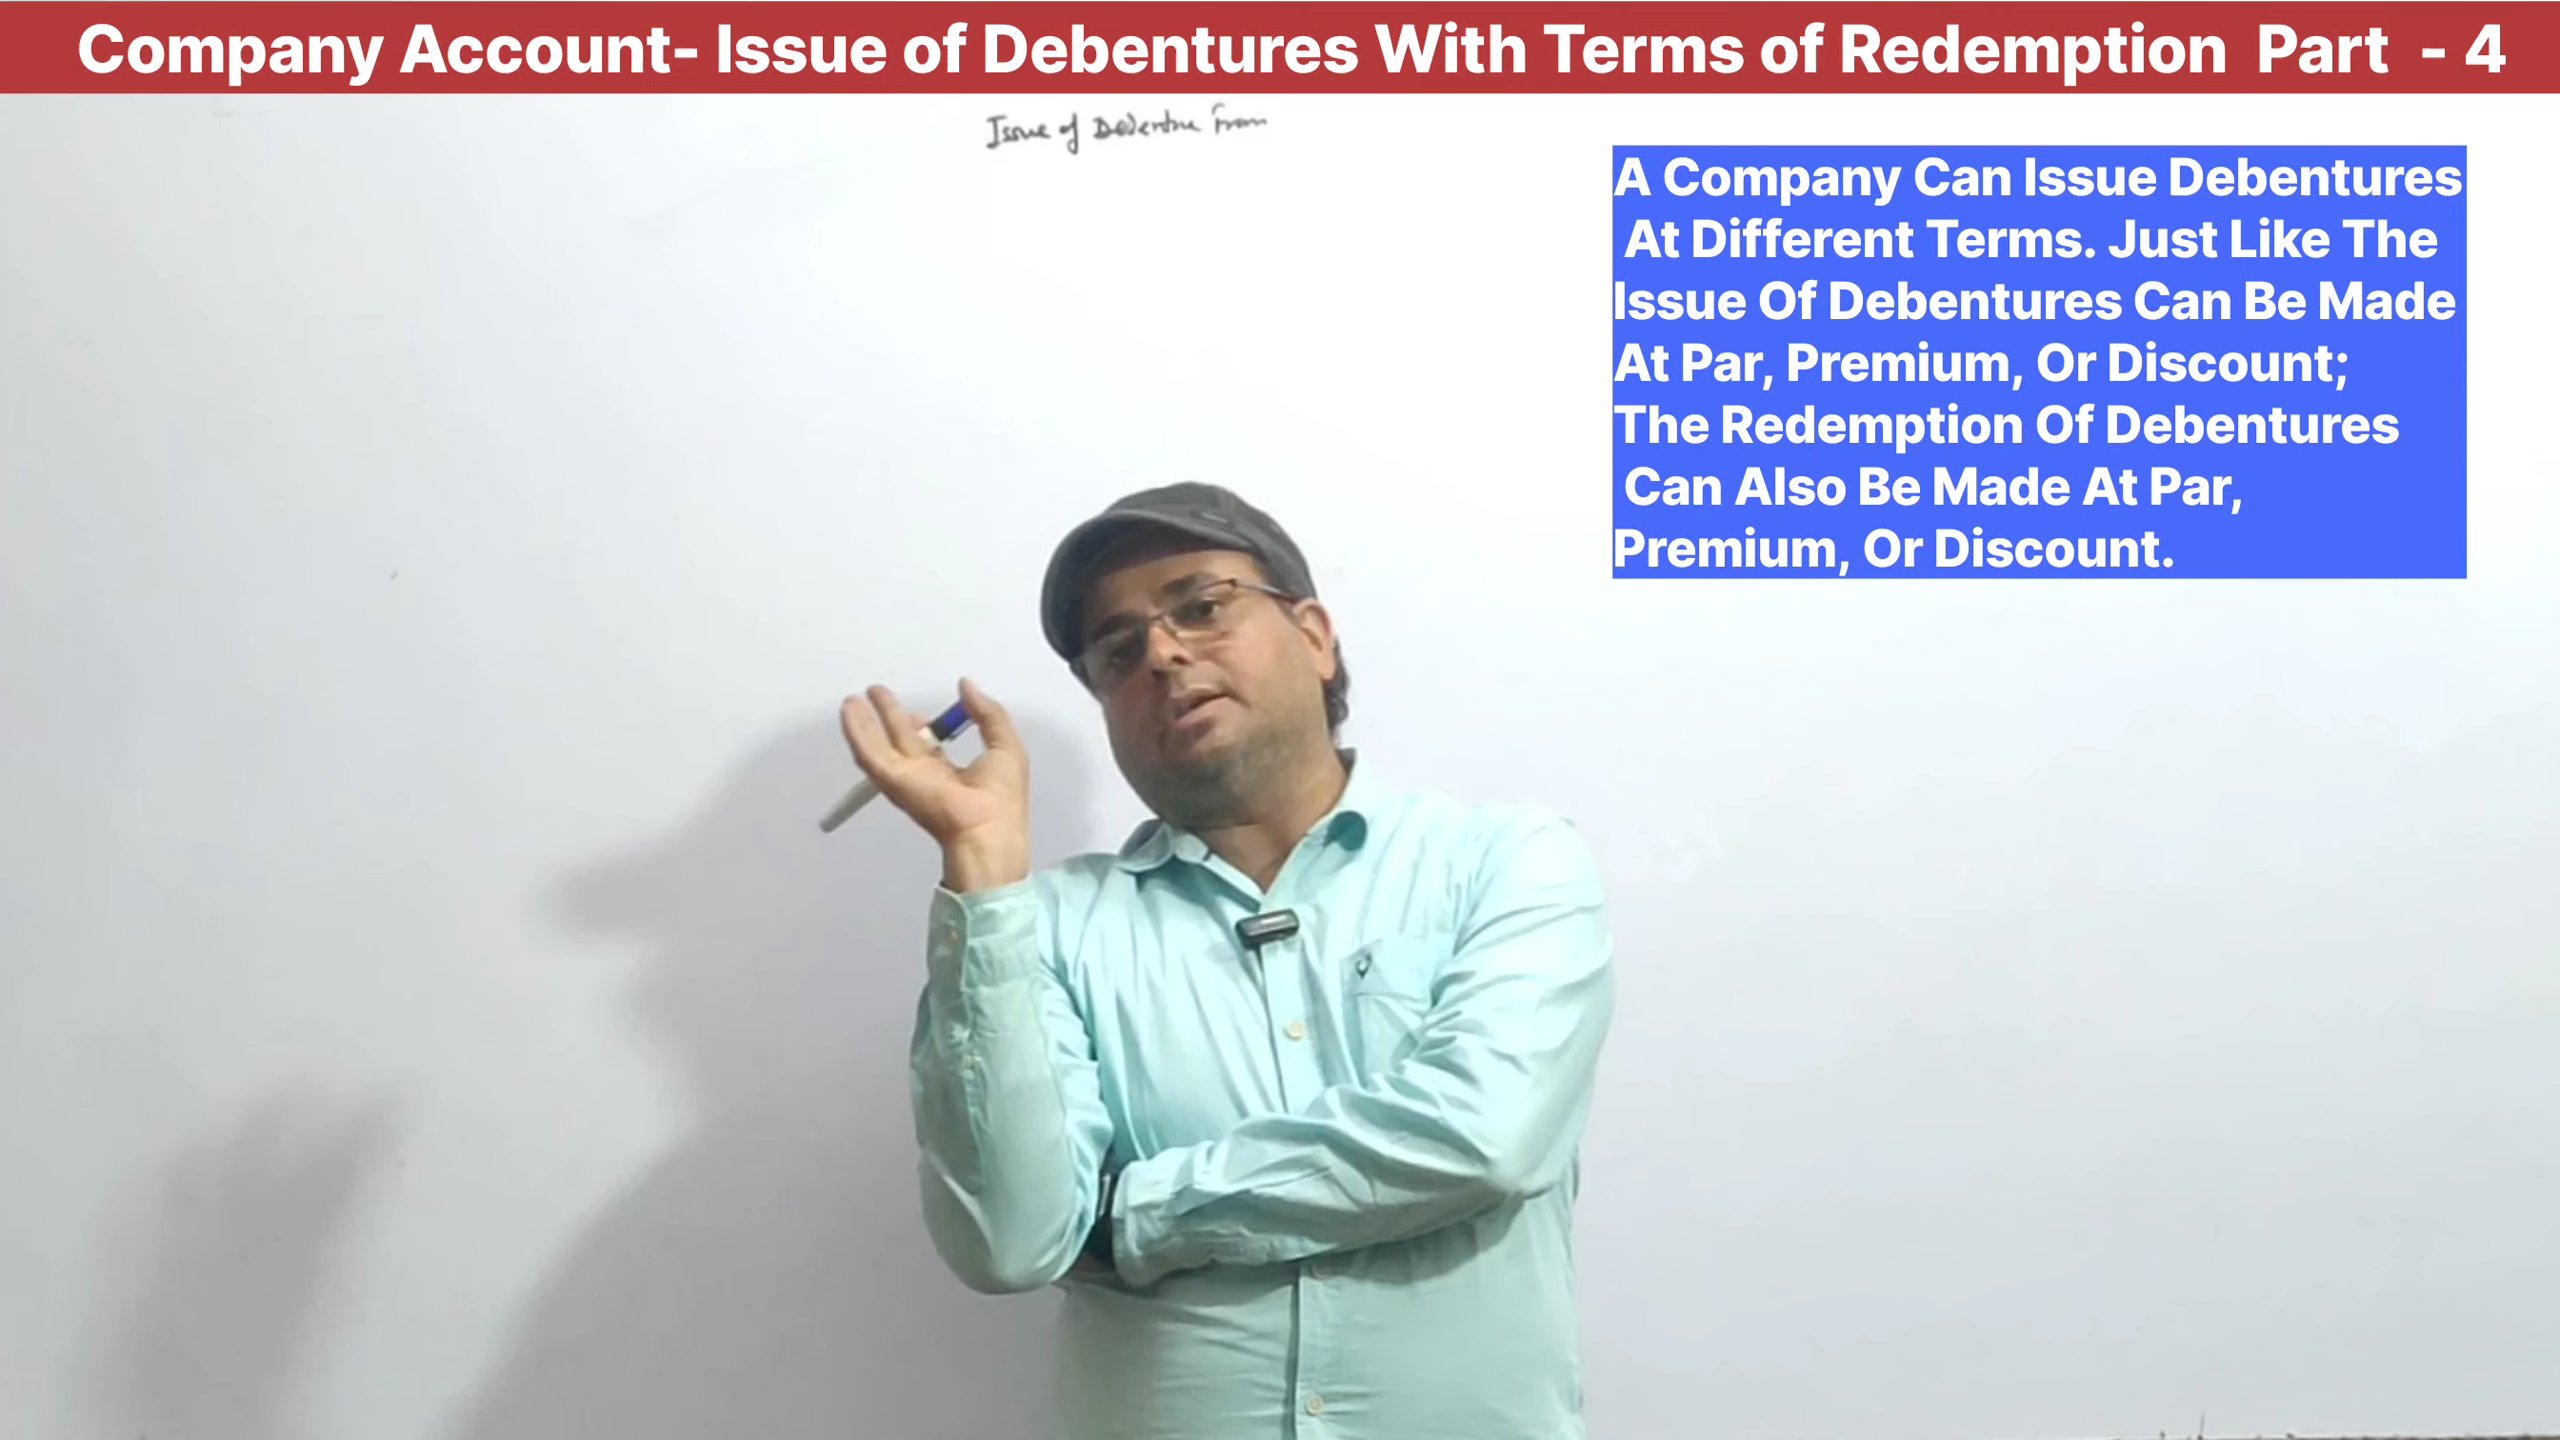 Company Account- Issue of Debentures With Terms of Redemption Part - 4
Issue of Debenture From
A Company Can Issue Debentures
At Different Terms. Just Like The
Issue Of Debentures Can Be Made
At Par, Premium, Or Discount;
The Redemption Of Debentures
Can Also Be Made At Par,
Premium, Or Discount.